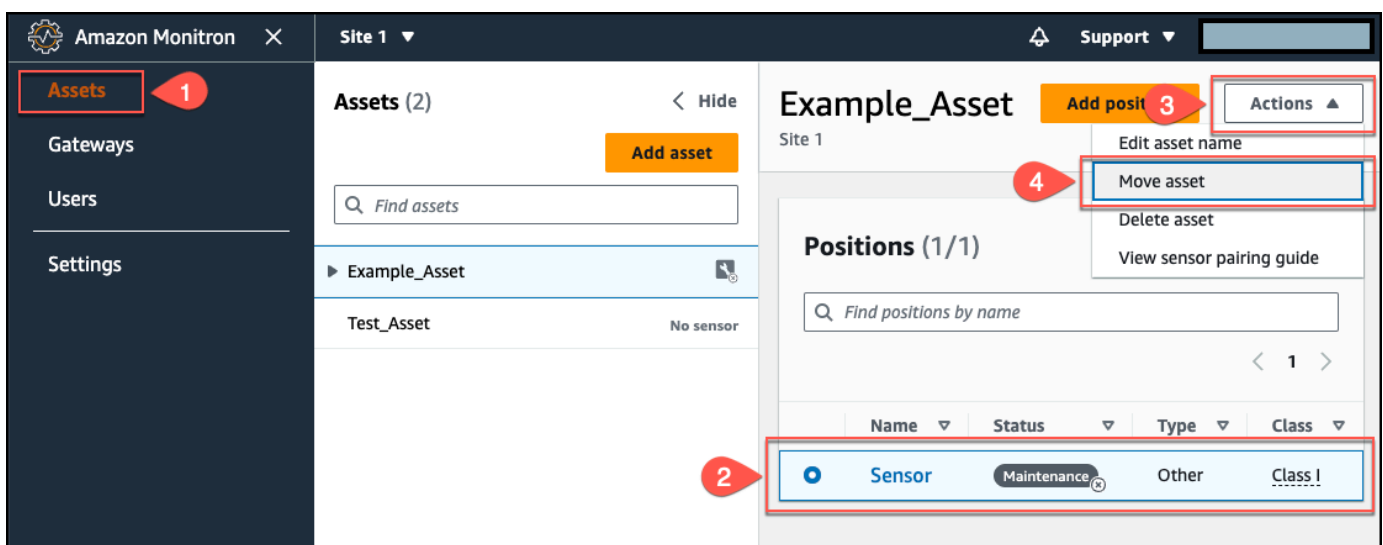 Amazon Monitron
Site 1
Support
Assets
1
Gateways
Users
Settings
Assets (2)
Hide
Add asset
Find assets
Example_Asset
Test_Asset
No sensor
Example_Asset
Site 1
Add posit
3
Actions
Edit asset name
4
Move asset
Delete asset
View sensor pairing guide
Positions (1/1)
Find positions by name
1
Name
Status
Type
Class
2
Sensor
Maintenance
Other
Class I